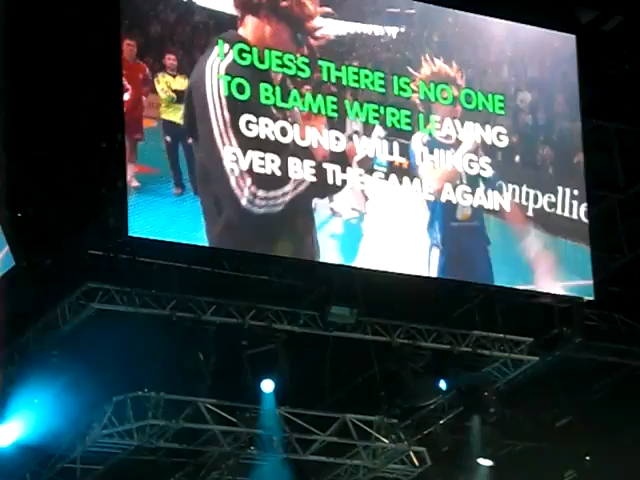 I GUESS THERE IS NO ONE
TO BLAME WE'RE LEAVING
GROUND WILL THINGS
EVER BE THE SAME AGAIN
ntpellie